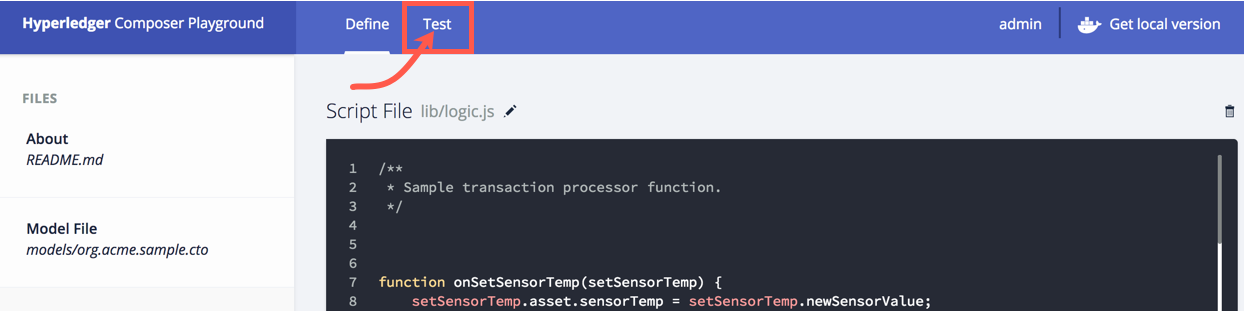 Hyperledger Composer Playground Define Test admin Get local version
FILES
Script File lib/logic.js
About
README.md
1 /**
2  * Sample transaction processor function.
3  */
4
5
6
7 function onSetSensorTemp(setSensorTemp) {
8     setSensorTemp.asset.sensorTemp = setSensorTemp.newSensorValue;
Model File
models/org.acme.sample.cto